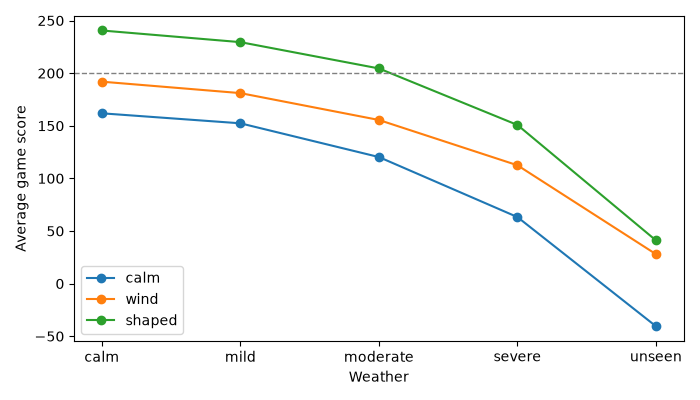 250
200
150
100
50
0
−50
Average game score
calm
wind
shaped
calm mild moderate severe unseen
Weather